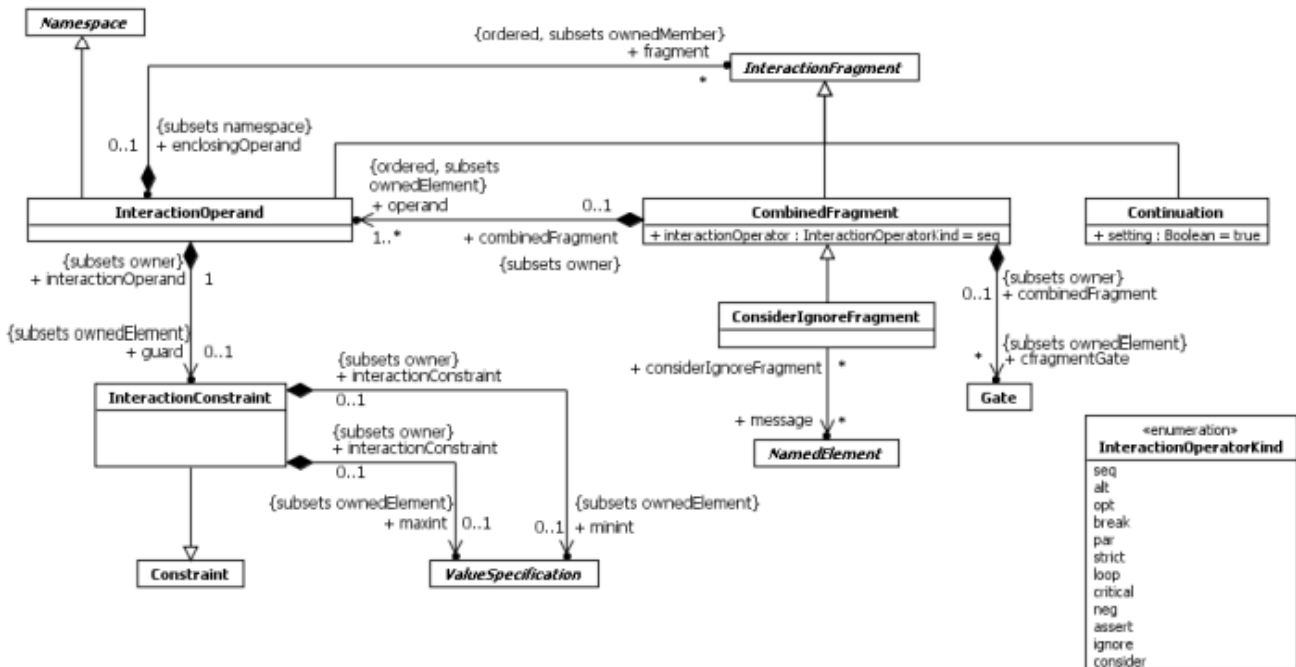 Namespace
{ordered, subsets ownedMember}
+ fragment
*
InteractionFragment
{subsets namespace}
0..1
+ enclosingOperand
{ordered, subsets
ownedElement}
+ operand
1..*
0..1
+ combinedFragment
{subsets owner}
InteractionOperand
CombinedFragment
+ interactionOperator : InteractionOperatorKind = seq
Continuation
+ setting : Boolean = true
{subsets owner}
+ interactionOperand
1
{subsets ownedElement}
+ guard
0..1
ConsiderIgnoreFragment
{subsets owner}
0..1
+ combinedFragment
{subsets ownedElement}
*
+ cfragmentGate
Gate
+ considerIgnoreFragment
*
+ message
*
NamedElement
InteractionConstraint
{subsets owner}
+ interactionConstraint
0..1
{subsets owner}
+ interactionConstraint
0..1
{subsets ownedElement}
+ maxint
0..1
{subsets ownedElement}
0..1
+ minint
Constraint
ValueSpecification
«enumeration»
InteractionOperatorKind
seq
alt
opt
break
par
strict
loop
critical
neg
assert
ignore
consider